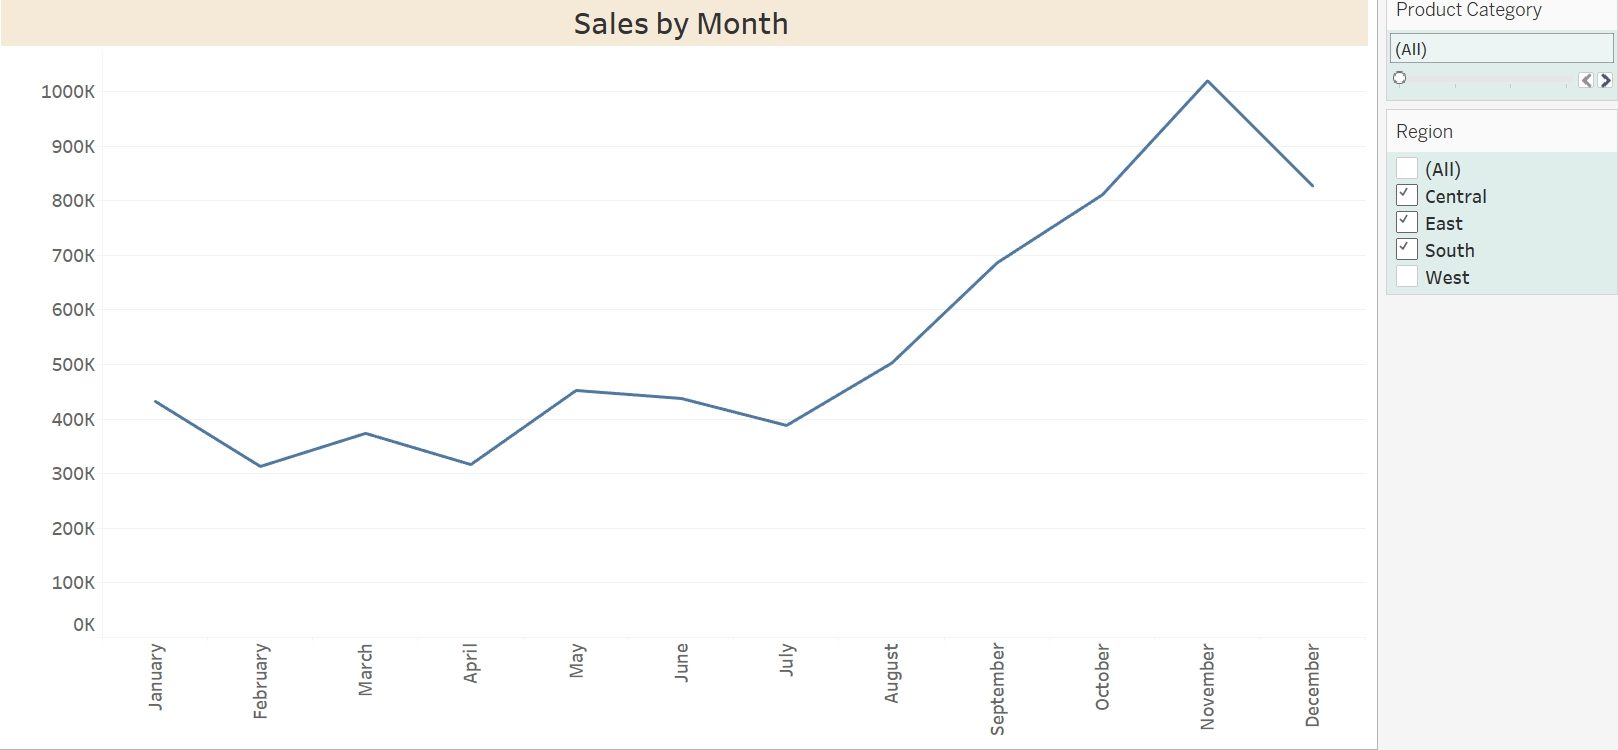 Sales by Month
1000K
900K
800K
700K
600K
500K
400K
300K
200K
100K
0K
January
February
March
April
May
June
July
August
September
October
November
December
Product Category
(All)
Region
(All)
Central
East
South
West